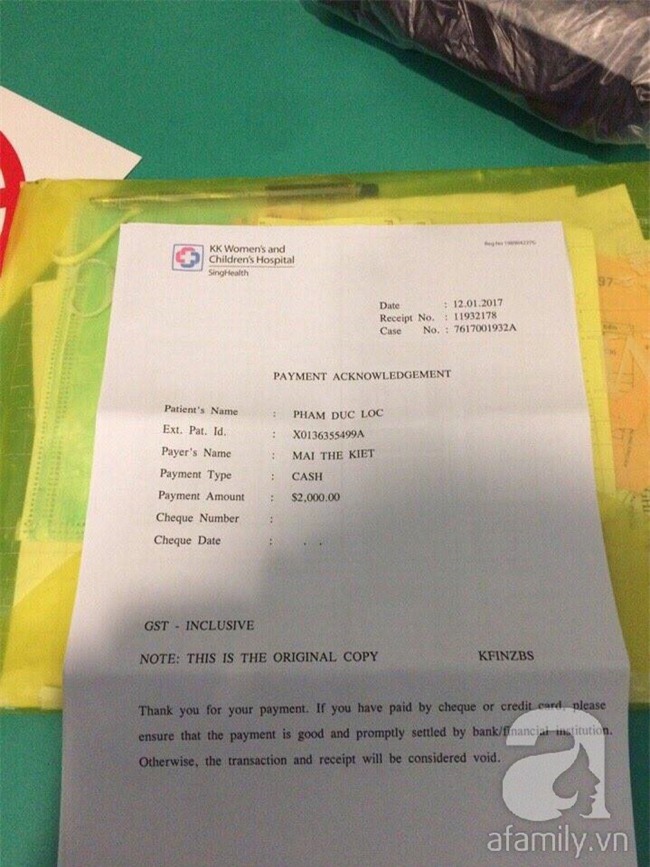 KK Women's and
Children's Hospital
SingHealth
Date : 12.01.2017
Receipt No. : 11932178
Case No. : 7617001932A
PAYMENT ACKNOWLEDGEMENT
Patient's Name : PHAM DUC LOC
Ext. Pat. Id. : X0136355499A
Payer's Name : MAI THE KIET
Payment Type : CASH
Payment Amount : $2,000.00
Cheque Number :
Cheque Date : . .
GST - INCLUSIVE
NOTE: THIS IS THE ORIGINAL COPY KFINZBS
Thank you for your payment. If you have paid by cheque or credit card, please
ensure that the payment is good and promptly settled by bank/financial institution.
Otherwise, the transaction and receipt will be considered void.
97-
a
afamily.vn